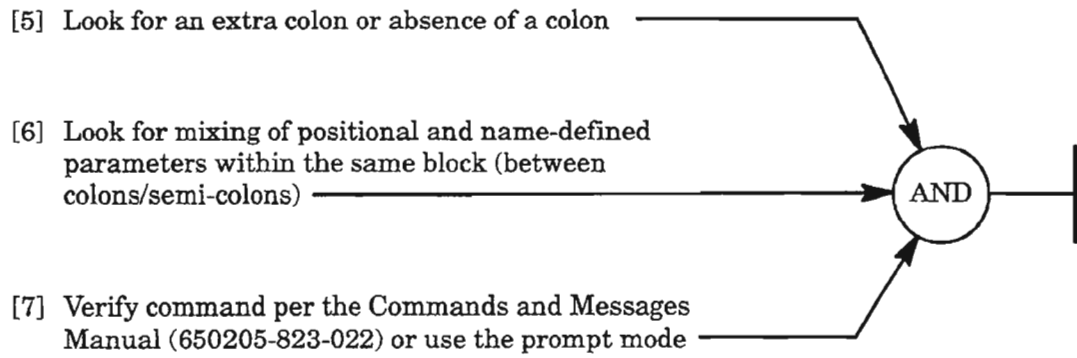 [5] Look for an extra colon or absence of a colon
[6] Look for mixing of positional and name-defined
parameters within the same block (between
colons/semi-colons)
AND
[7] Verify command per the Commands and Messages
Manual (650205-823-022) or use the prompt mode